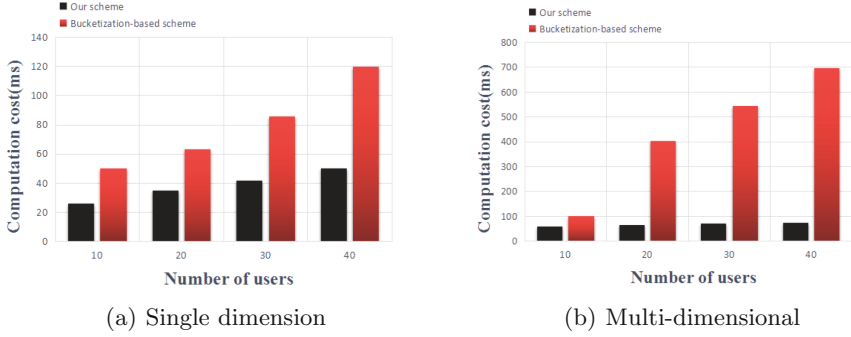 Our scheme
Bucketization-based scheme
Computation cost(ms)
140
120
100
80
60
40
20
0
10 20 30 40
Number of users
(a) Single dimension
Our scheme
Bucketization-based scheme
Computation cost(ms)
800
700
600
500
400
300
200
100
0
10 20 30 40
Number of users
(b) Multi-dimensional